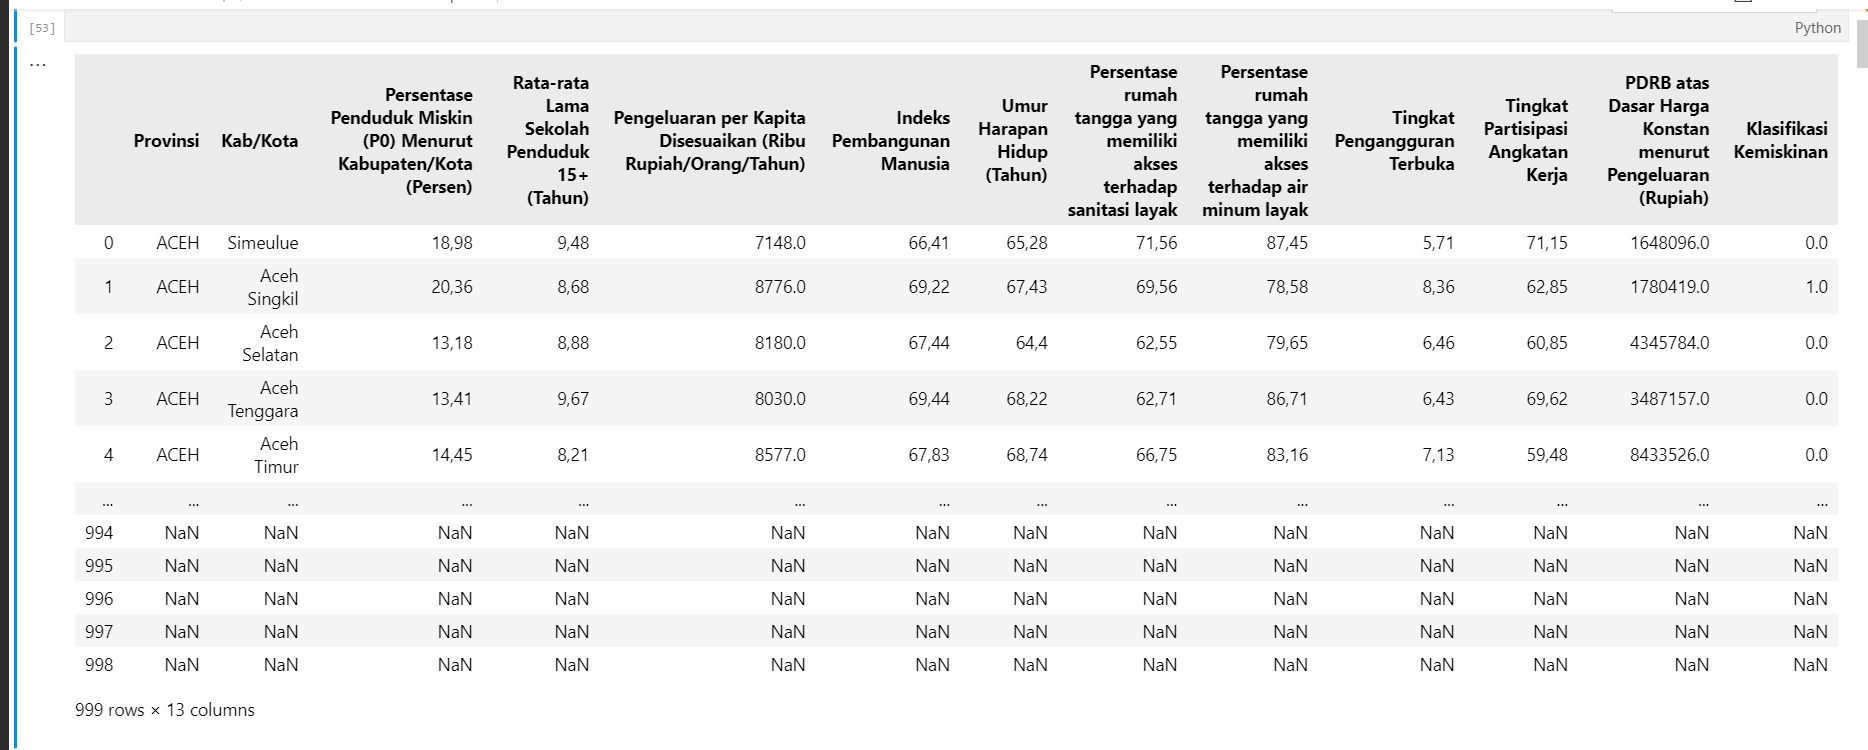 [53]
Python
...
Provinsi
Kab/Kota
Persentase
Penduduk Miskin
(P0) Menurut
Kabupaten/Kota
(Persen)
Rata-rata
Lama
Sekolah
Penduduk
15+
(Tahun)
Pengeluaran per Kapita
Disesuaikan (Ribu
Rupiah/Orang/Tahun)
Indeks
Pembangunan
Manusia
Umur
Harapan
Hidup
(Tahun)
Persentase
rumah
tangga yang
memiliki
akses
terhadap
sanitasi layak
Persentase
rumah
tangga yang
memiliki
akses
terhadap air
minum layak
Tingkat
Pengangguran
Terbuka
Tingkat
Partisipasi
Angkatan
Kerja
PDRB atas
Dasar Harga
Konstan
menurut
Pengeluaran
(Rupiah)
Klasifikasi
Kemiskinan
0 ACEH Simeulue 18,98 9,48 7148.0 66,41 65,28 71,56 87,45 5,71 71,15 1648096.0 0.0
1 ACEH Aceh Singkil 20,36 8,68 8776.0 69,22 67,43 69,56 78,58 8,36 62,85 1780419.0 1.0
2 ACEH Aceh Selatan 13,18 8,88 8180.0 67,44 64,4 62,55 79,65 6,46 60,85 4345784.0 0.0
3 ACEH Aceh Tenggara 13,41 9,67 8030.0 69,44 68,22 62,71 86,71 6,43 69,62 3487157.0 0.0
4 ACEH Aceh Timur 14,45 8,21 8577.0 67,83 68,74 66,75 83,16 7,13 59,48 8433526.0 0.0
... ... ... ... ... ... ... ... ... ... ... ... ... ...
994 NaN NaN NaN NaN NaN NaN NaN NaN NaN NaN NaN NaN NaN
995 NaN NaN NaN NaN NaN NaN NaN NaN NaN NaN NaN NaN NaN
996 NaN NaN NaN NaN NaN NaN NaN NaN NaN NaN NaN NaN NaN
997 NaN NaN NaN NaN NaN NaN NaN NaN NaN NaN NaN NaN NaN
998 NaN NaN NaN NaN NaN NaN NaN NaN NaN NaN NaN NaN NaN
999 rows × 13 columns